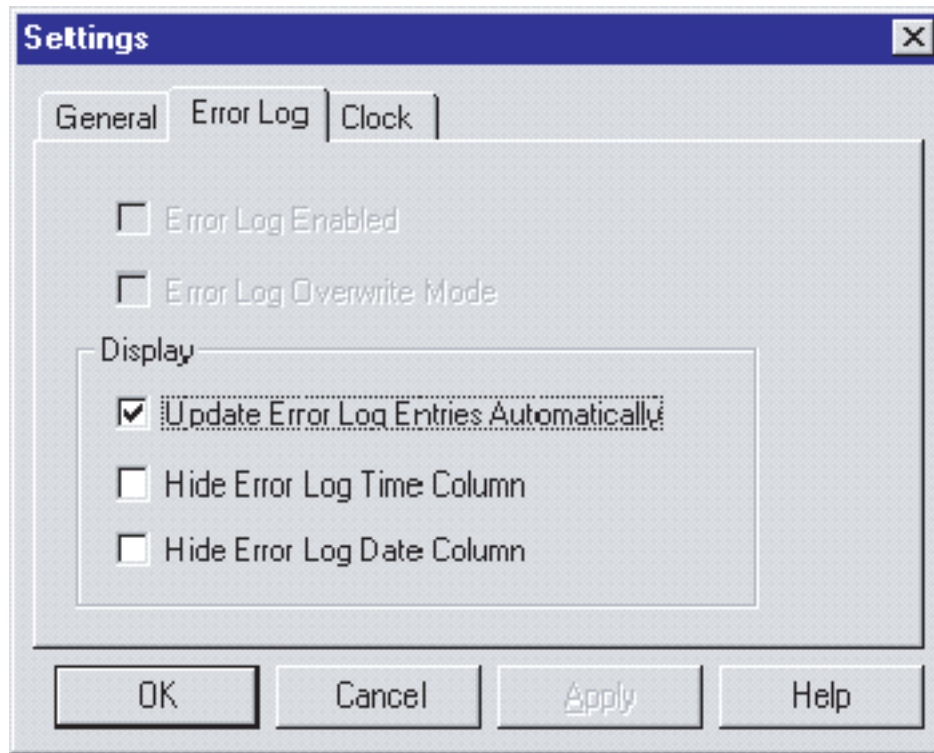 Settings
General Error Log Clock
Error Log Enabled
Error Log Overwrite Mode
Display
Update Error Log Entries Automatically
Hide Error Log Time Column
Hide Error Log Date Column
OK Cancel Apply Help